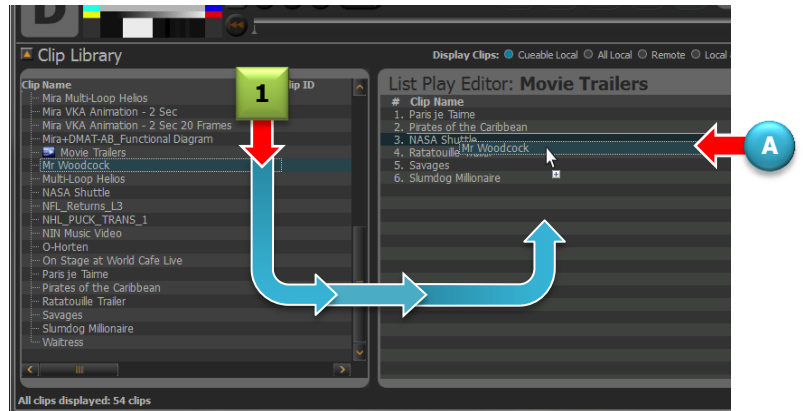 D
Clip Library
Display Clips: Cueable Local All Local Remote Local
Clip Name
Clip ID
Mira Multi-Loop Helios
Mira VKA Animation - 2 Sec
Mira VKA Animation - 2 Sec 20 Frames
Mira+DMAT-AB_Functional Diagram
Movie Trailers
Mr Woodcock
Multi-Loop Helios
NASA Shuttle
NFL_Returns_L3
NHL_PUCK_TRANS_1
NIN Music Video
O-Horten
On Stage at World Cafe Live
Paris je Taime
Pirates of the Caribbean
Ratatouille Trailer
Savages
Slumdog Millionaire
Waitress
1
List Play Editor: Movie Trailers
# Clip Name
1. Paris je Taime
2. Pirates of the Caribbean
3. NASA Shuttle
Mr Woodcock
4. Ratatouille Trailer
5. Savages
6. Slumdog Millionaire
A
All clips displayed: 54 clips